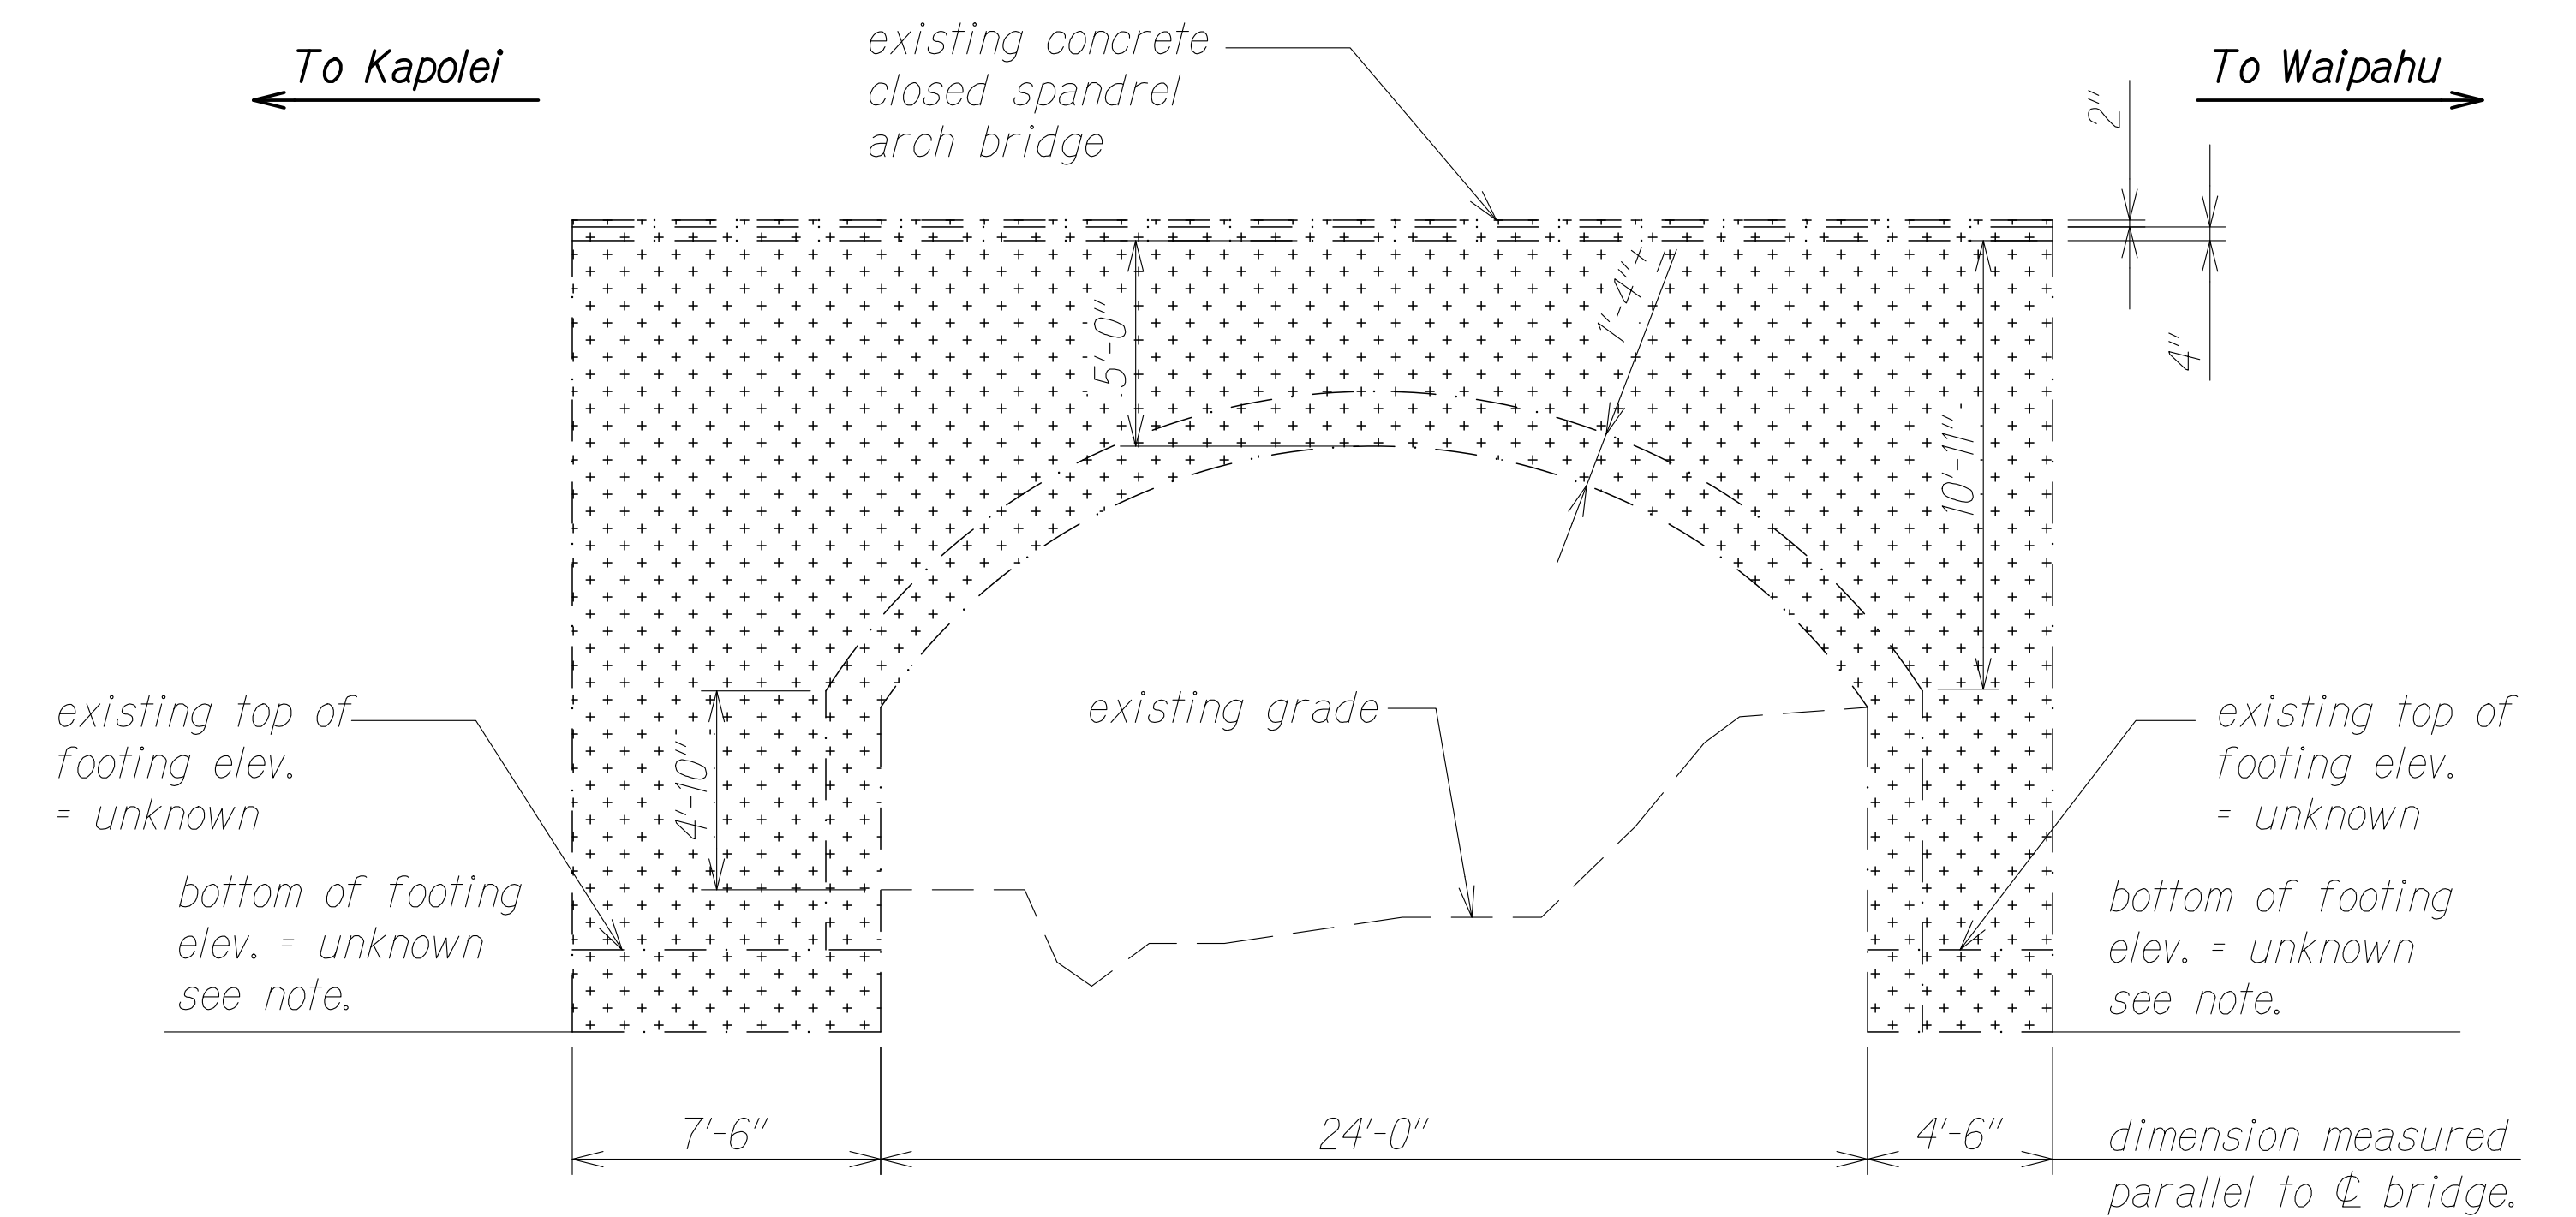 To Kapolei
existing concrete
closed spandrel
arch bridge
To Waipahu
2"
4"
1'-4"±
5'-0"
10'-11"
existing top of
footing elev.
= unknown
4'-10"
existing grade
existing top of
footing elev.
= unknown
bottom of footing
elev. = unknown
see note.
bottom of footing
elev. = unknown
see note.
7'-6"
24'-0"
4'-6"
dimension measured
parallel to ℄ bridge.